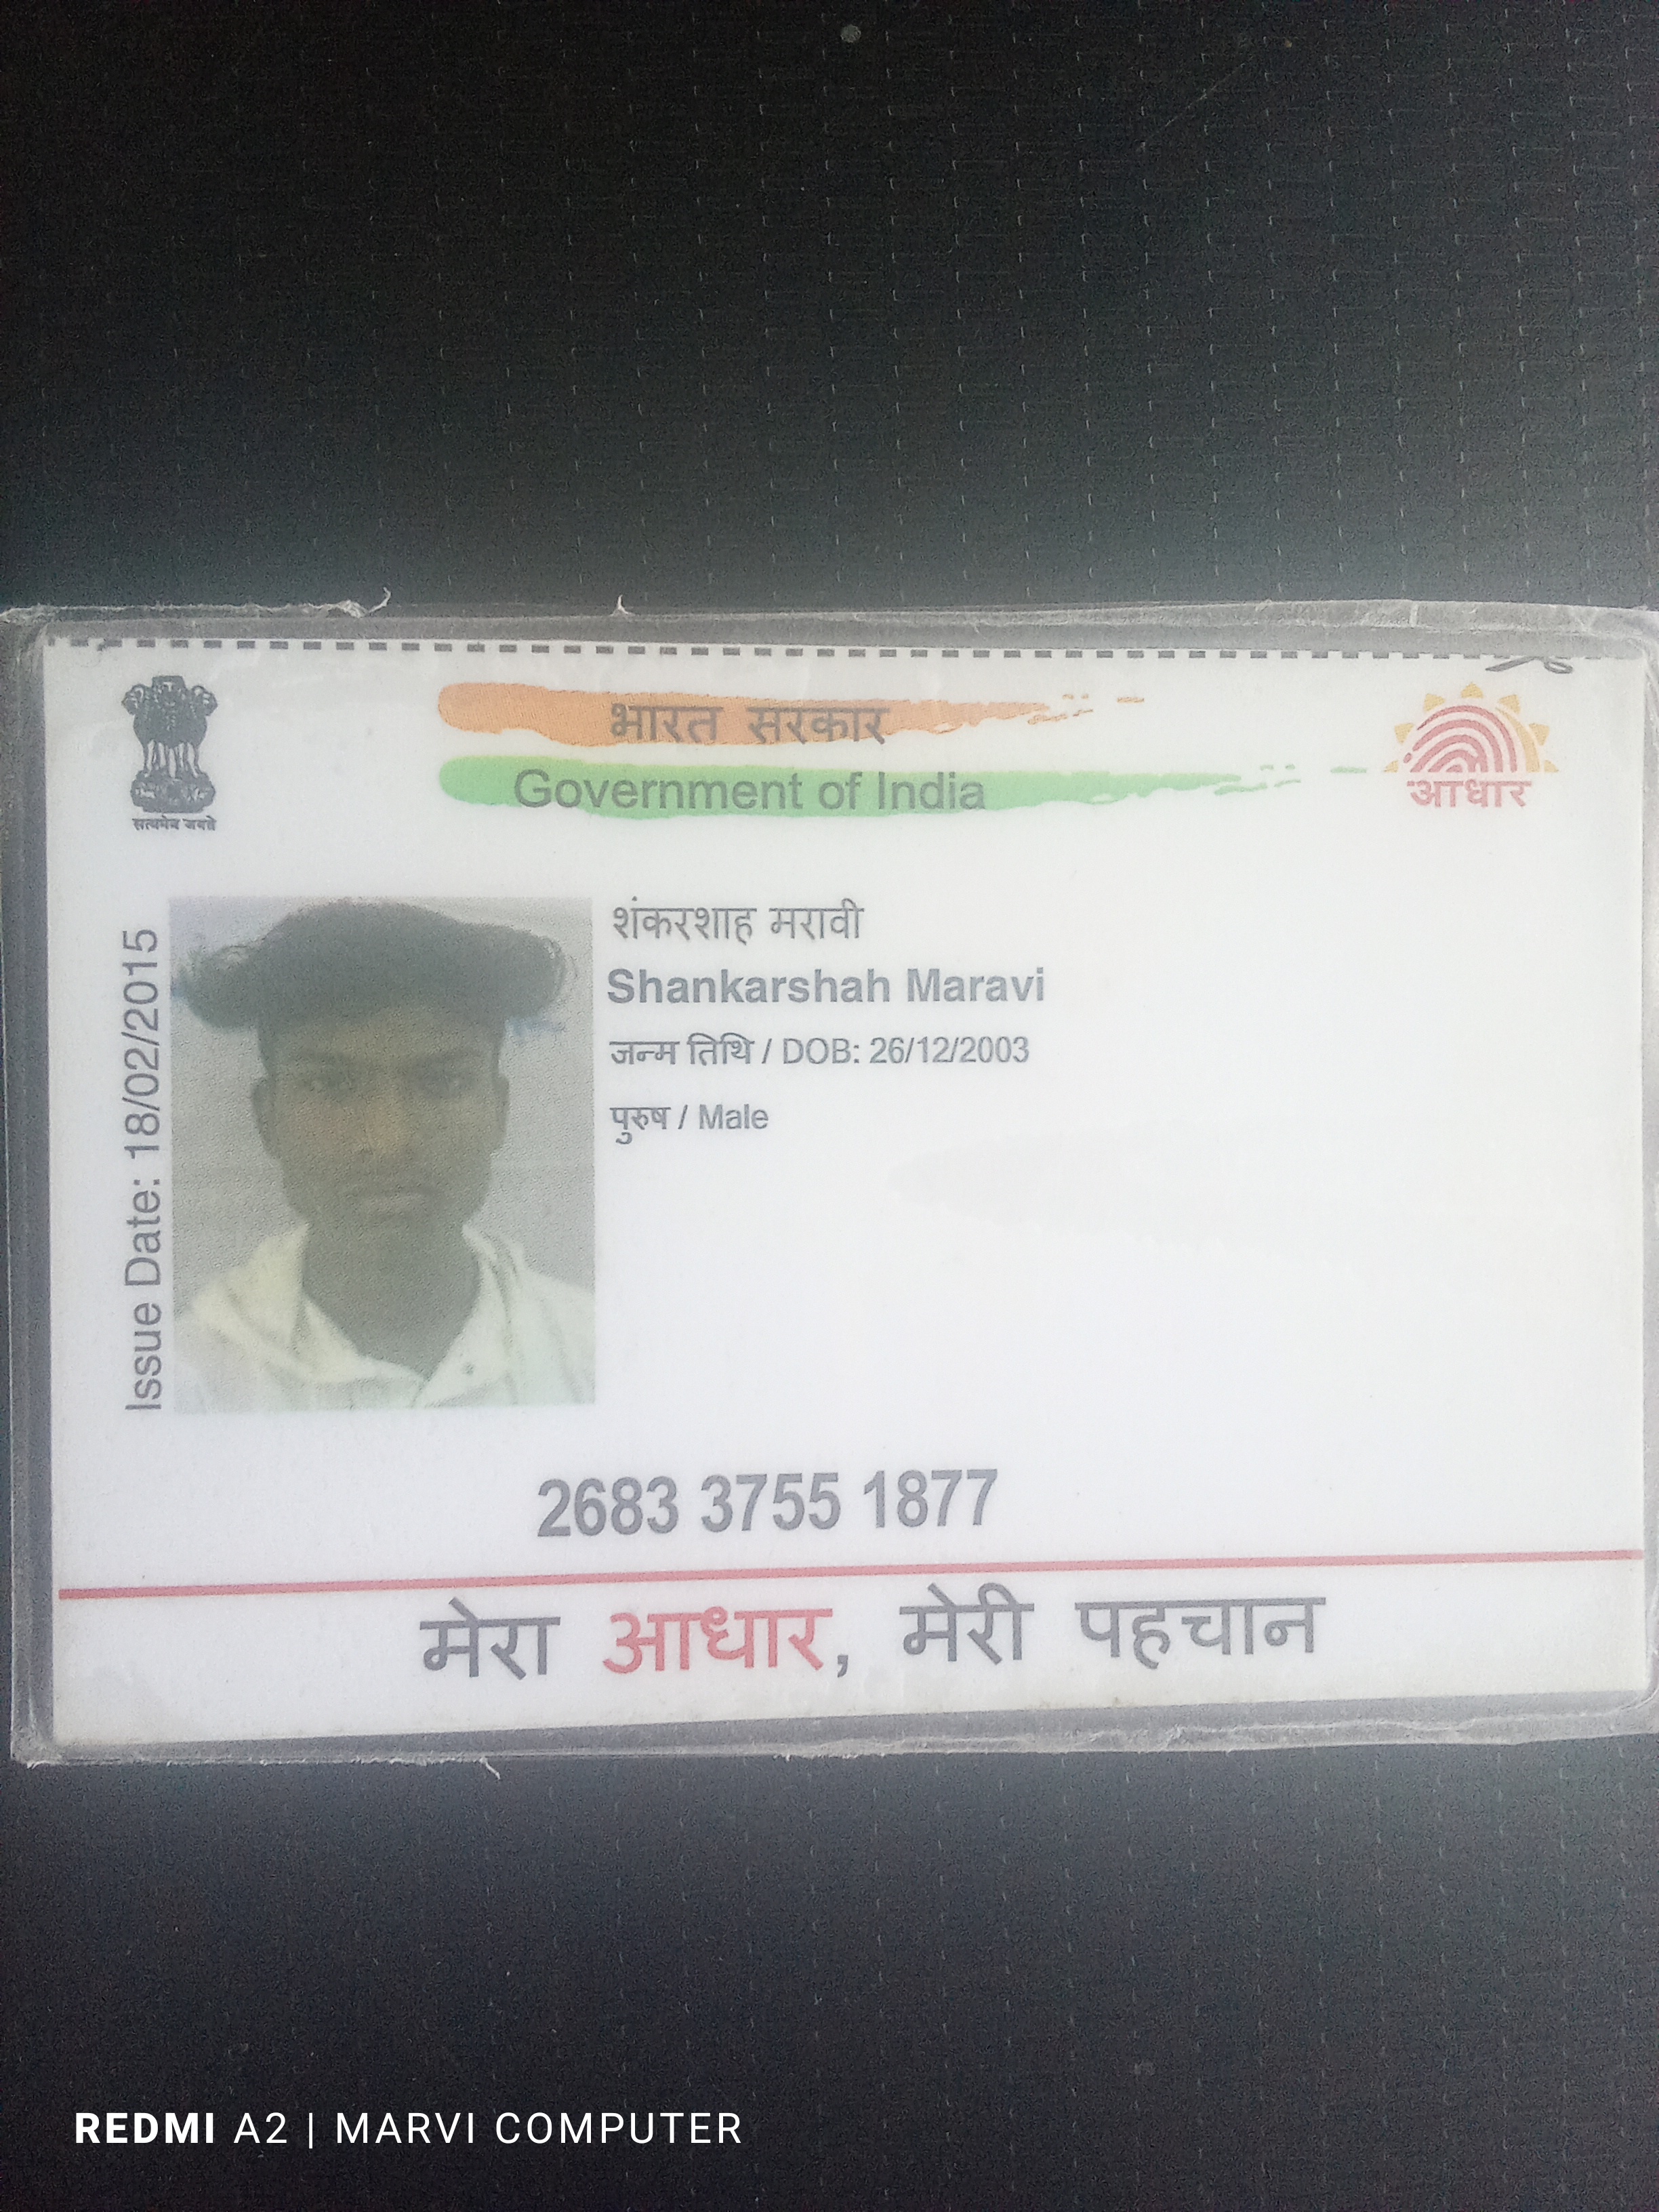 भारत सरकार
Government of India
सत्यमेव जयते
आधार
Issue Date: 18/02/2015
शंकरशाह मरावी
Shankarshah Maravi
जन्म तिथि / DOB: 26/12/2003
पुरुष / Male
2683 3755 1877
मेरा आधार, मेरी पहचान
REDMI A2 | MARVI COMPUTER